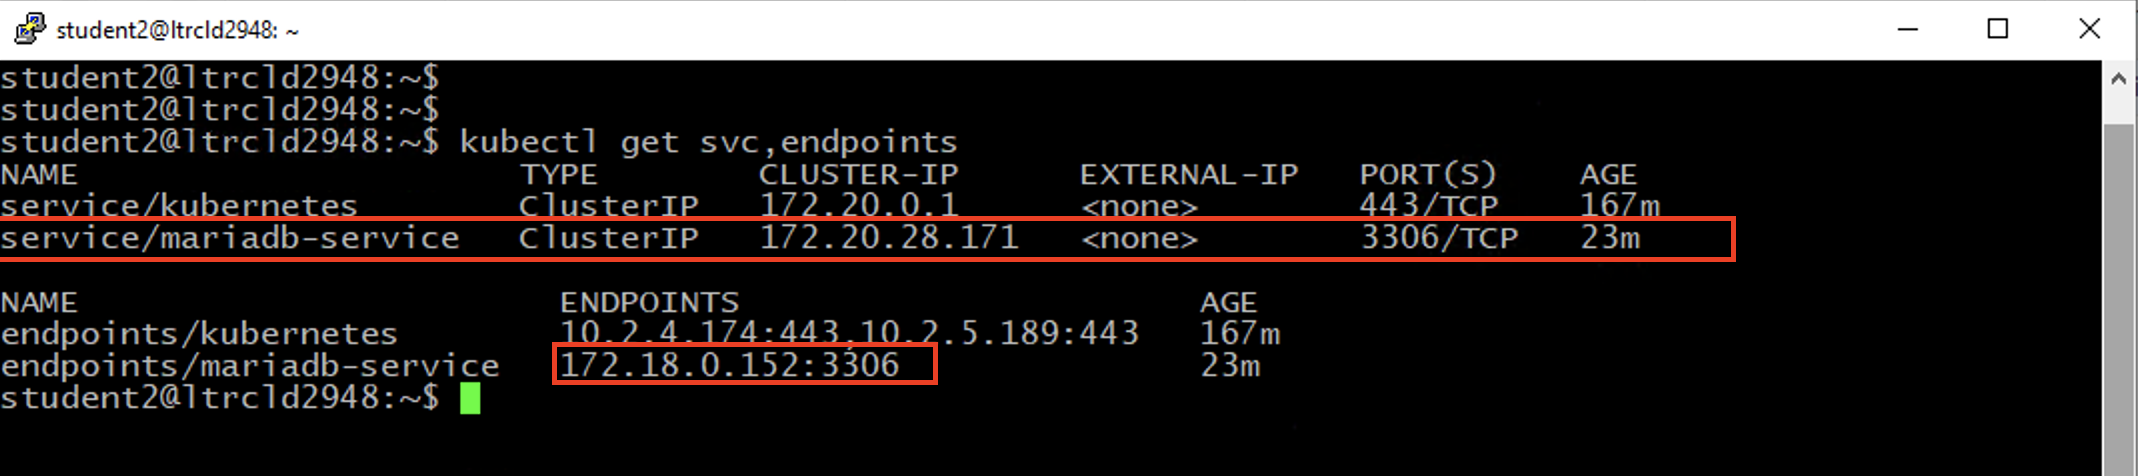 student2@ltrcld2948: ~
student2@ltrcld2948:~$
student2@ltrcld2948:~$
student2@ltrcld2948:~$ kubectl get svc,endpoints
NAME TYPE CLUSTER-IP EXTERNAL-IP PORT(S) AGE
service/kubernetes ClusterIP 172.20.0.1 <none> 443/TCP 167m
service/mariadb-service ClusterIP 172.20.28.171 <none> 3306/TCP 23m
NAME ENDPOINTS AGE
endpoints/kubernetes 10.2.4.174:443,10.2.5.189:443 167m
endpoints/mariadb-service 172.18.0.152:3306 23m
student2@ltrcld2948:~$